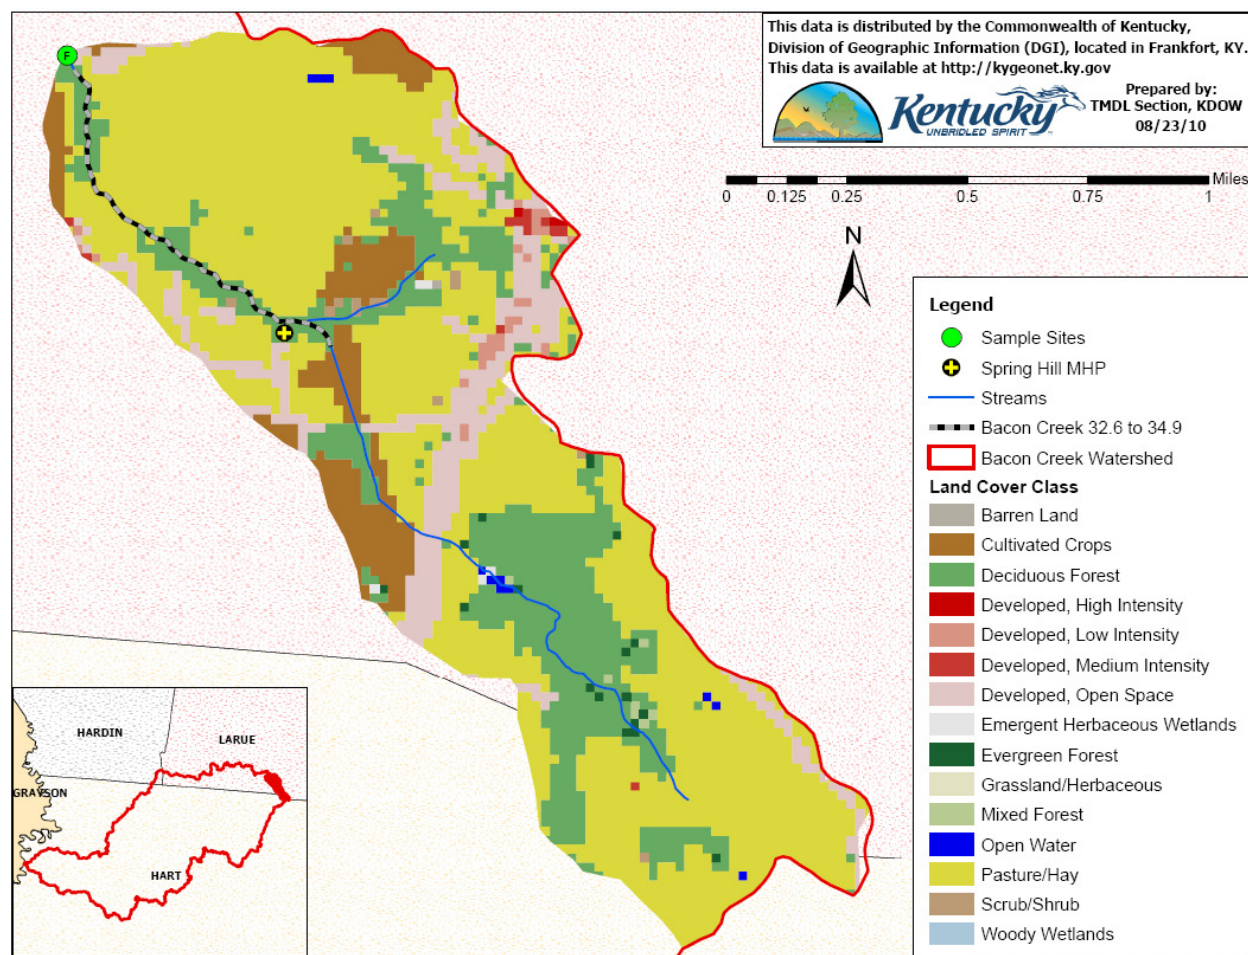 This data is distributed by the Commonwealth of Kentucky,
Division of Geographic Information (DGI), located in Frankfort, KY.
This data is available at http://kygeonet.ky.gov
Kentucky
UNBRIDLED SPIRIT
Prepared by:
TMDL Section, KDOW
08/23/10
Miles
0 0.125 0.25 0.5 0.75 1
N
F
Legend
Sample Sites
Spring Hill MHP
Streams
Bacon Creek 32.6 to 34.9
Bacon Creek Watershed
Land Cover Class
Barren Land
Cultivated Crops
Deciduous Forest
Developed, High Intensity
Developed, Low Intensity
Developed, Medium Intensity
Developed, Open Space
Emergent Herbaceous Wetlands
Evergreen Forest
Grassland/Herbaceous
Mixed Forest
Open Water
Pasture/Hay
Scrub/Shrub
Woody Wetlands
HARDIN
LARUE
GRAYSON
HART